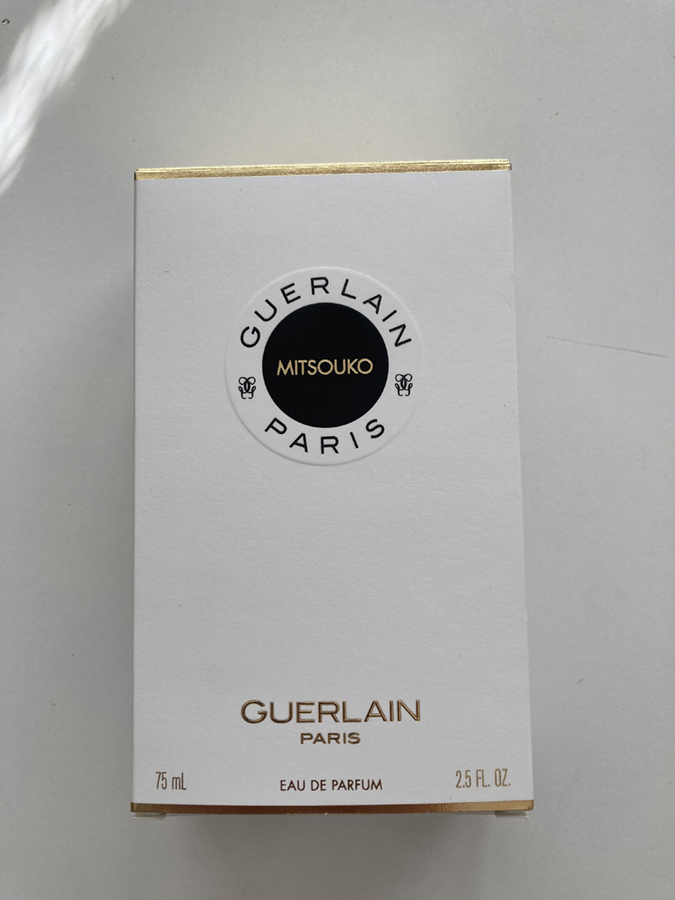 GUERLAIN
MITSOUKO
PARIS
GUERLAIN
PARIS
75 mL
EAU DE PARFUM
2.5 FL. OZ.